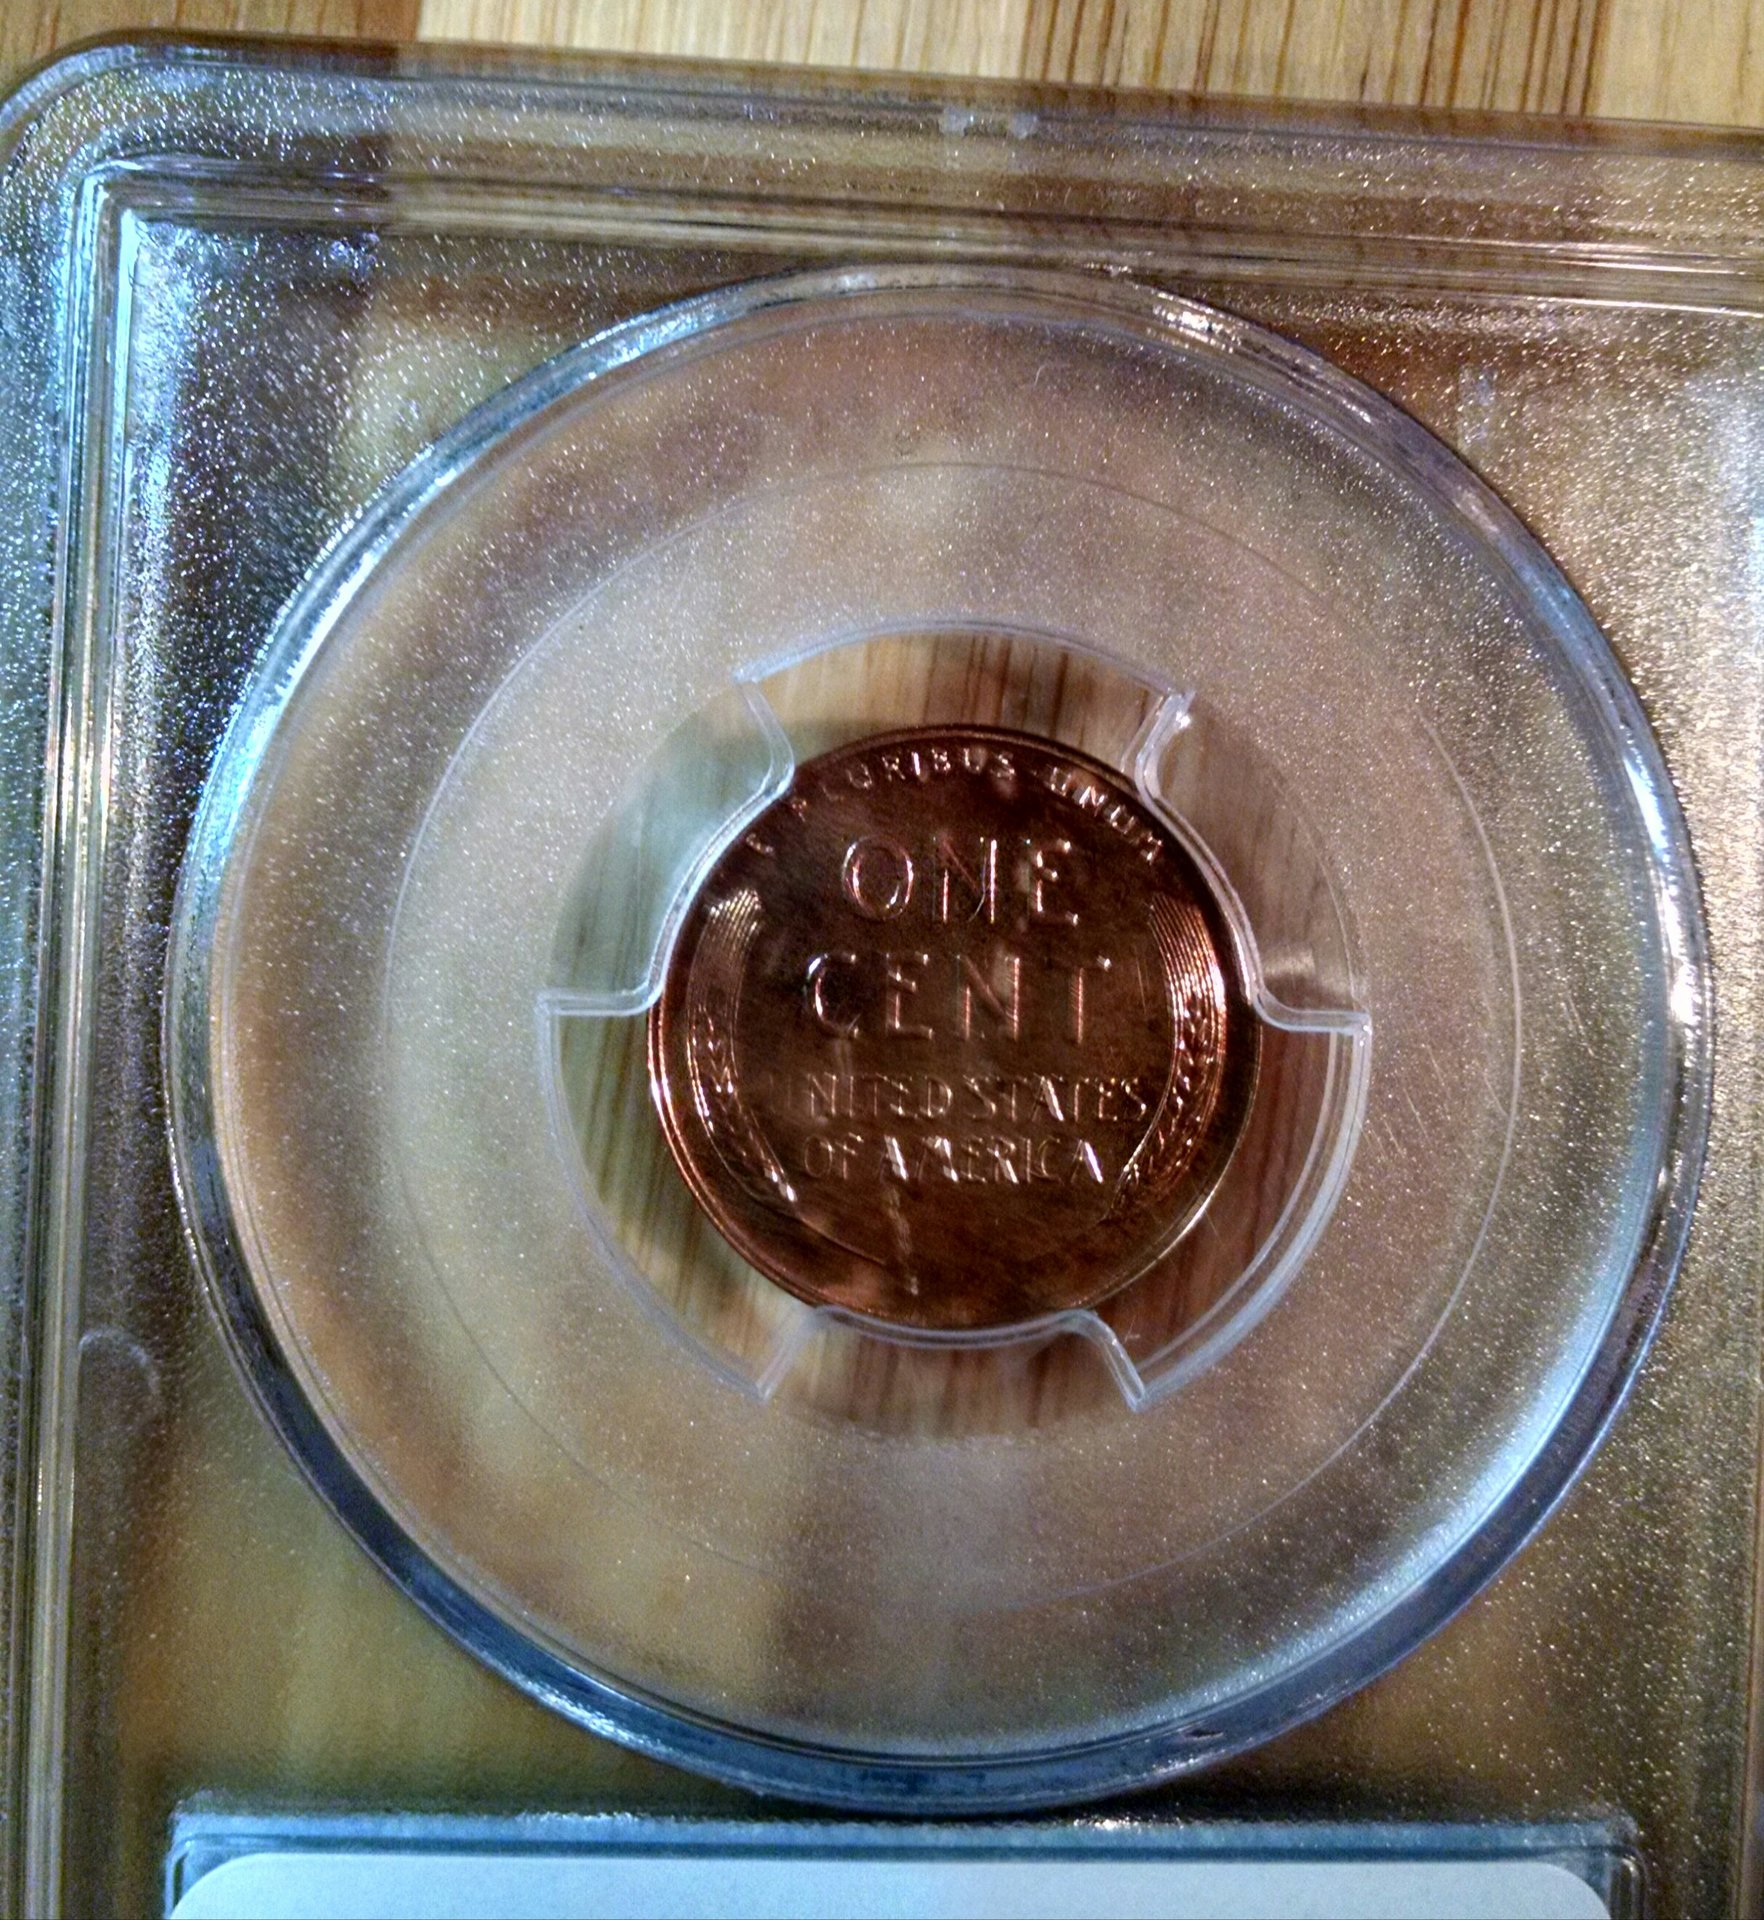 E PLURIBUS UNUM
ONE
CENT
UNITED STATES
OF AMERICA